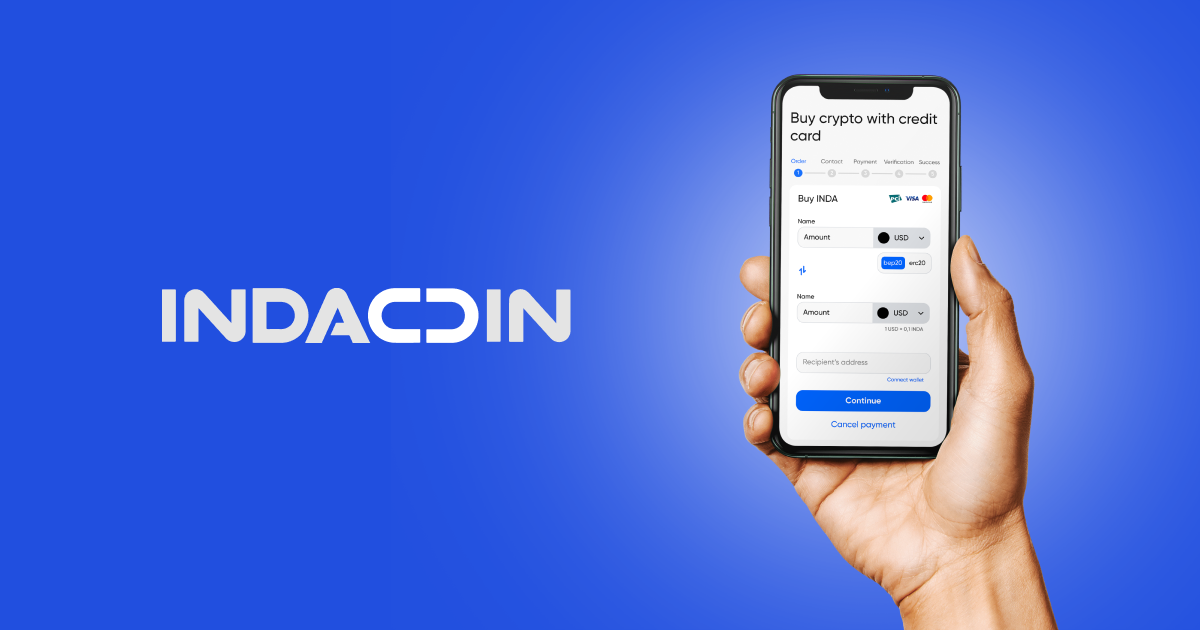 INDACOIN
Buy crypto with credit
card
Order Contact Payment Verification Success
1 2 3 4 5
Buy INDA PCI VISA
Name
Amount USD
bep20 erc20
Name
Amount USD
1 USD = 0,1 INDA
Recipient's address
Connect wallet
Continue
Cancel payment